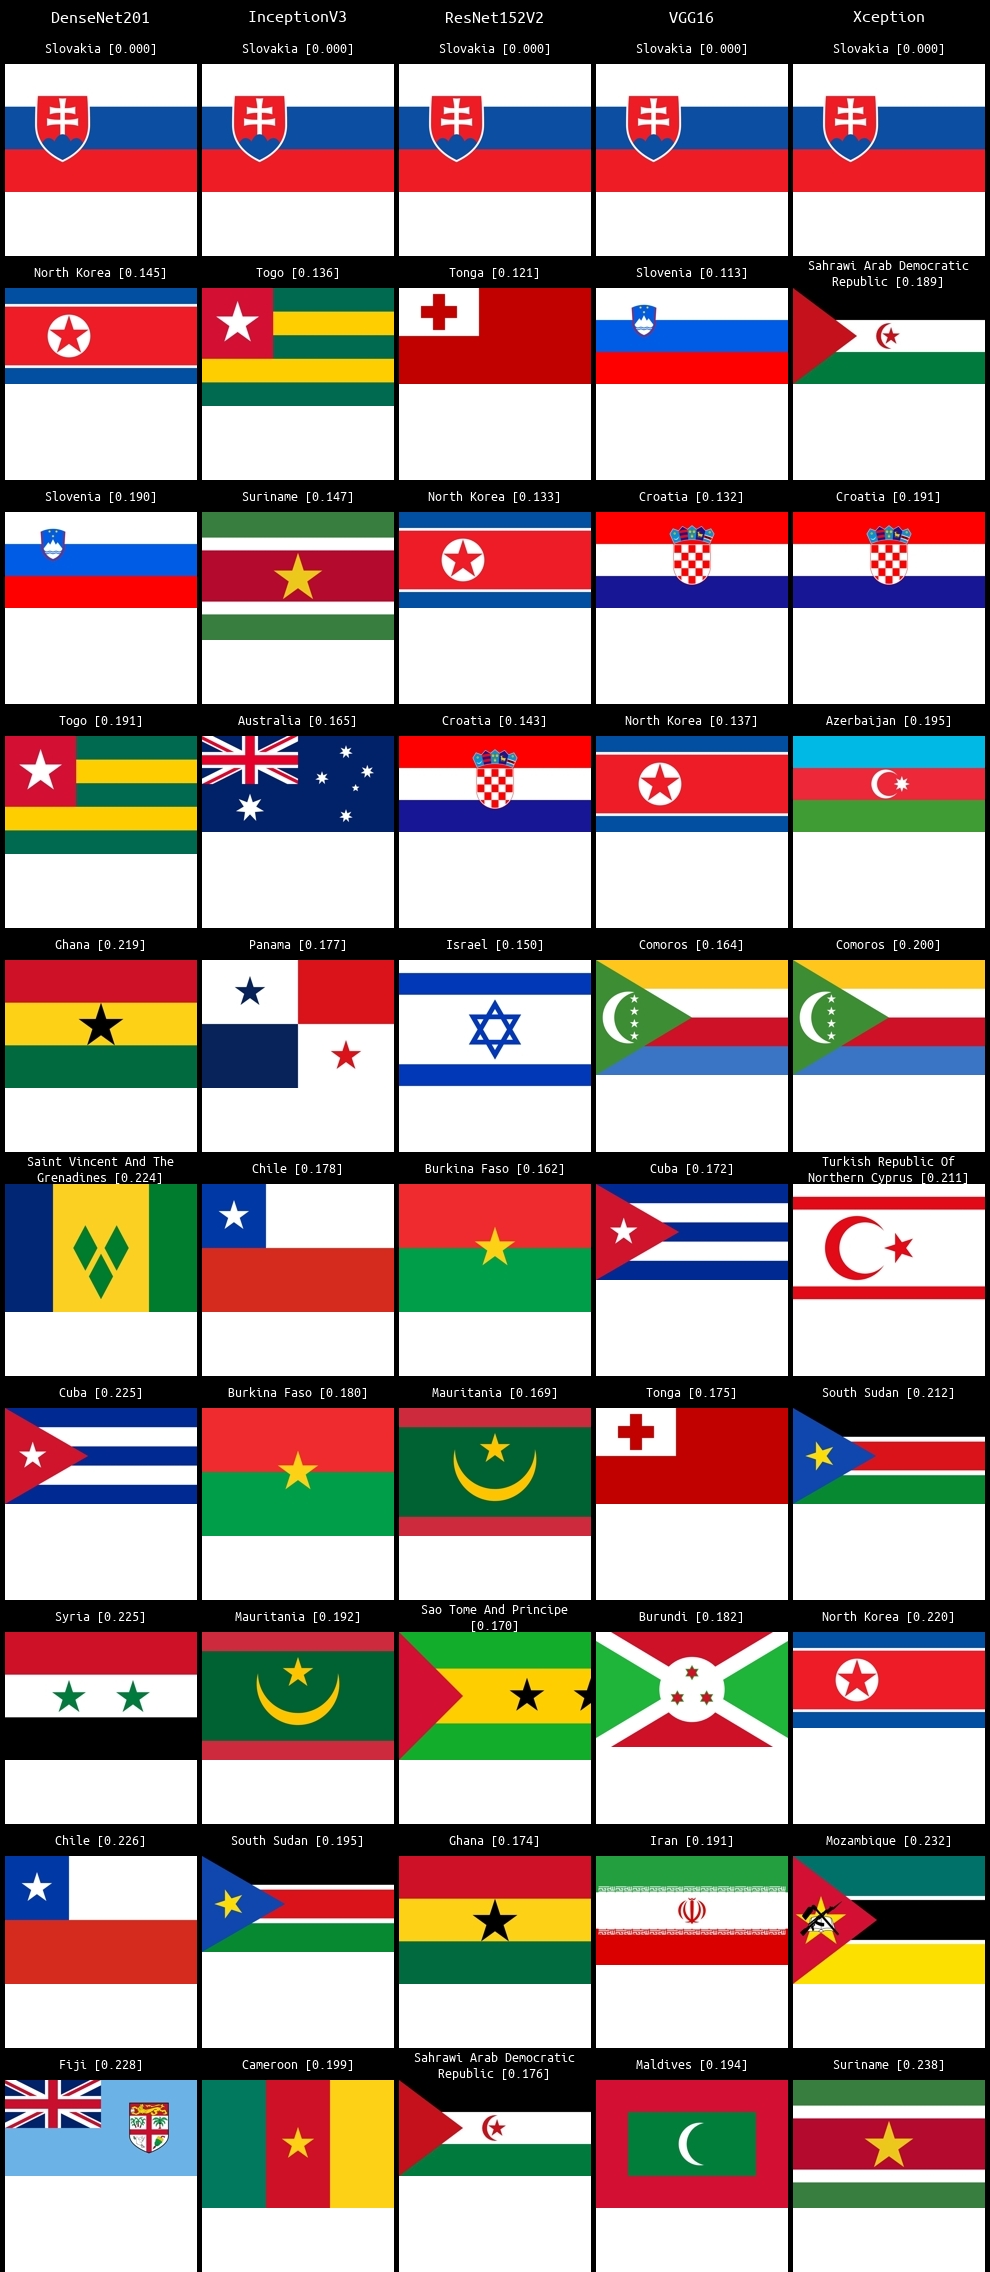 DenseNet201 InceptionV3 ResNet152V2 VGG16 Xception
Slovakia [0.000] Slovakia [0.000] Slovakia [0.000] Slovakia [0.000] Slovakia [0.000]
North Korea [0.145] Togo [0.136] Tonga [0.121] Slovenia [0.113] Sahrawi Arab Democratic
Republic [0.189]
Slovenia [0.190] Suriname [0.147] North Korea [0.133] Croatia [0.132] Croatia [0.191]
Togo [0.191] Australia [0.165] Croatia [0.143] North Korea [0.137] Azerbaijan [0.195]
Ghana [0.219] Panama [0.177] Israel [0.150] Comoros [0.164] Comoros [0.200]
Saint Vincent And The
Grenadines [0.224] Chile [0.178] Burkina Faso [0.162] Cuba [0.172] Turkish Republic Of
Northern Cyprus [0.211]
Cuba [0.225] Burkina Faso [0.180] Mauritania [0.169] Tonga [0.175] South Sudan [0.212]
Syria [0.225] Mauritania [0.192] Sao Tome And Principe
[0.170] Burundi [0.182] North Korea [0.220]
Chile [0.226] South Sudan [0.195] Ghana [0.174] Iran [0.191] Mozambique [0.232]
Fiji [0.228] Cameroon [0.199] Sahrawi Arab Democratic
Republic [0.176] Maldives [0.194] Suriname [0.238]